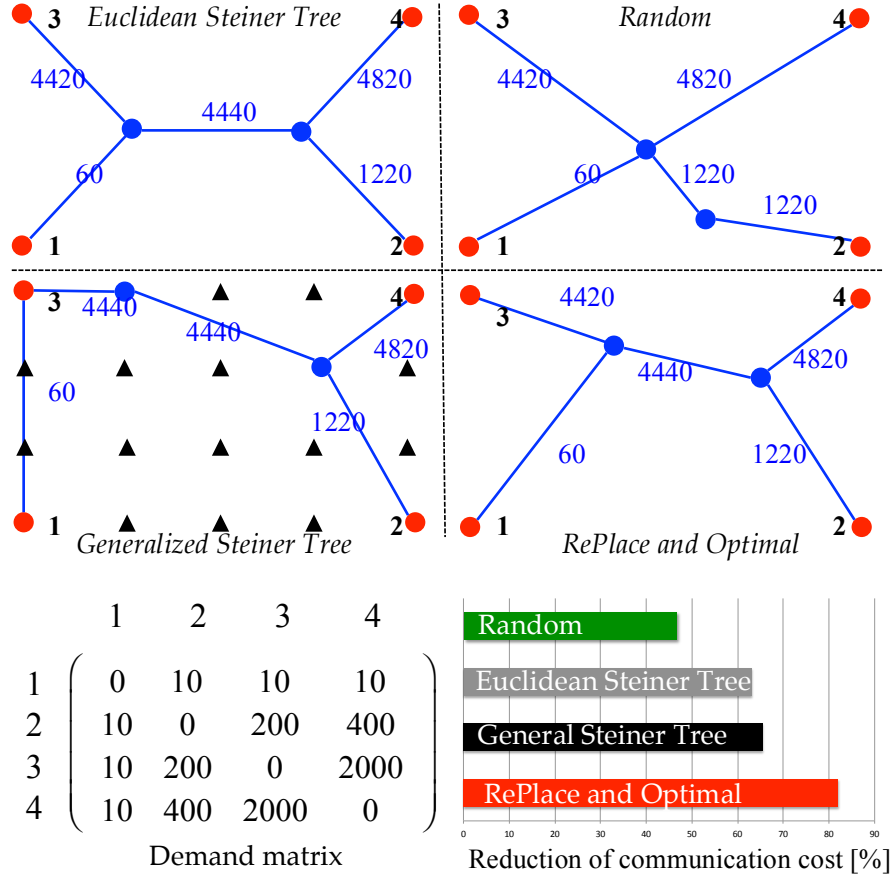 3 Euclidean Steiner Tree 4
4420 4820
4440
60 1220
1 2
3 Random 4
4420 4820
60 1220
1220
1 2
3 4
4440
4440
4820
60
1220
1 2
Generalized Steiner Tree
4420 4
3
4440 4820
60 1220
1 2
RePlace and Optimal
1 2 3 4
1 0 10 10 10
2 10 0 200 400
3 10 200 0 2000
4 10 400 2000 0
Demand matrix
Random
Euclidean Steiner Tree
General Steiner Tree
RePlace and Optimal
0 10 20 30 40 50 60 70 80 90
Reduction of communication cost [%]